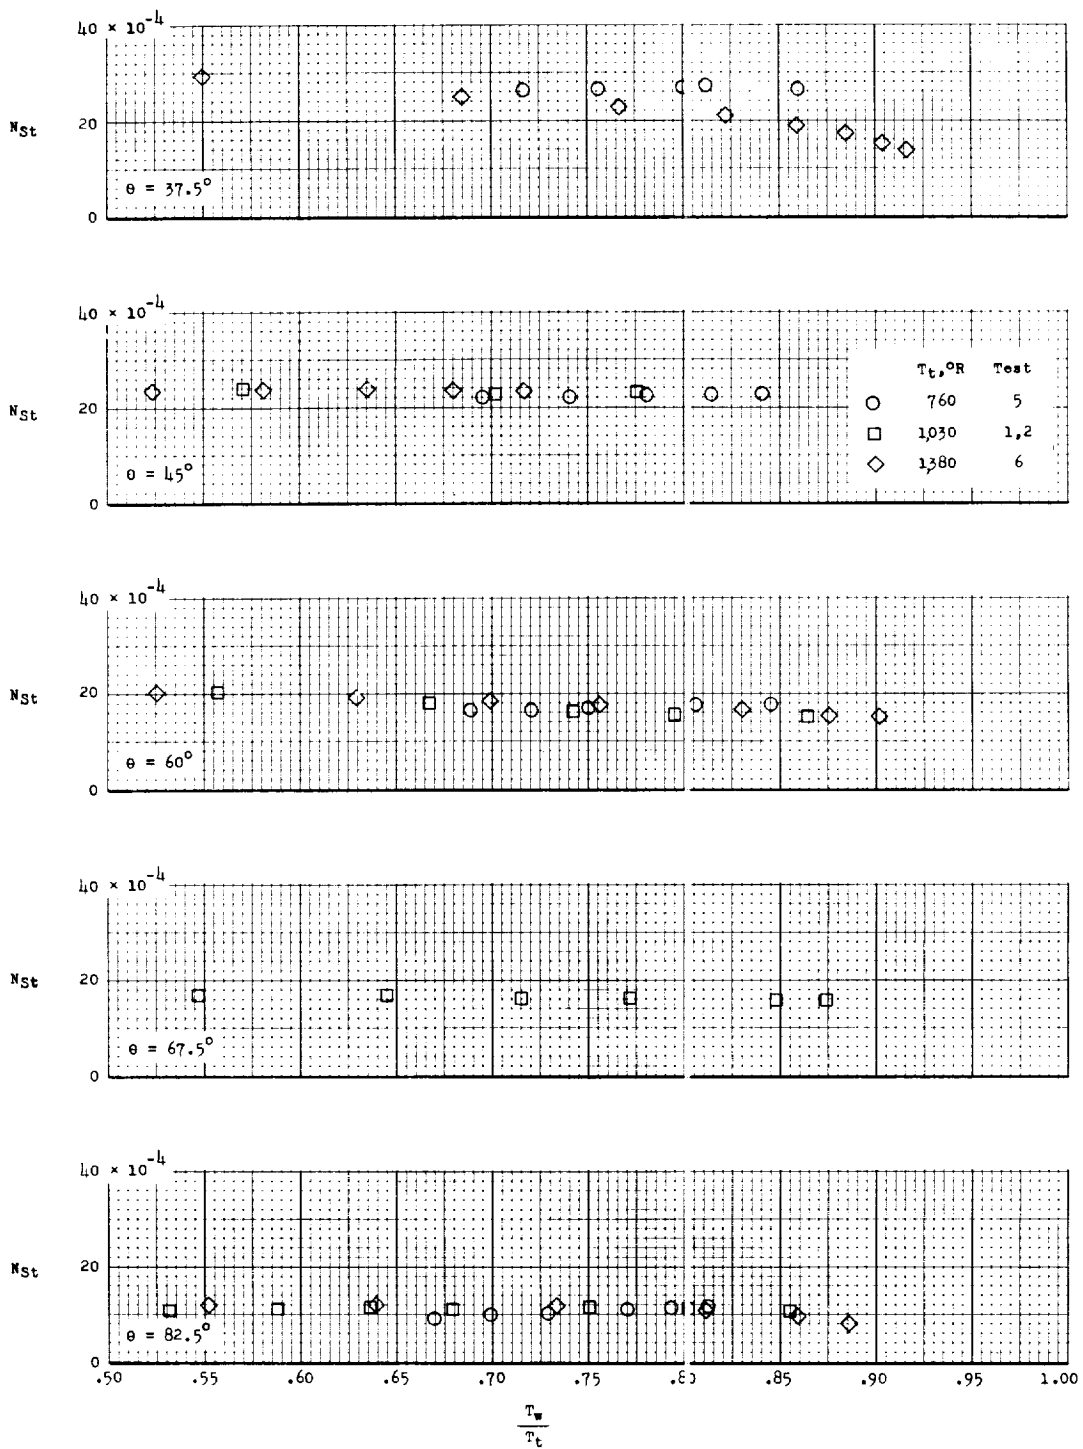 40 × 10⁻⁴
N_St
20
θ = 37.5°
0
40 × 10⁻⁴
N_St
20
θ = 45°
0
T_t, °R Test
760 5
1,030 1,2
1,380 6
40 × 10⁻⁴
N_St
20
θ = 60°
0
40 × 10⁻⁴
N_St
20
θ = 67.5°
0
40 × 10⁻⁴
N_St
20
θ = 82.5°
0
.50 .55 .60 .65 .70 .75 .85 .90 .95 1.00
T_w
T_t